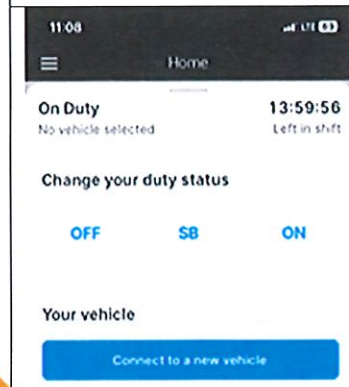 11:08 LTE 63
Home
On Duty 13:59:56
No vehicle selected Left in shift
Change your duty status
OFF SB ON
Your vehicle
Connect to a new vehicle